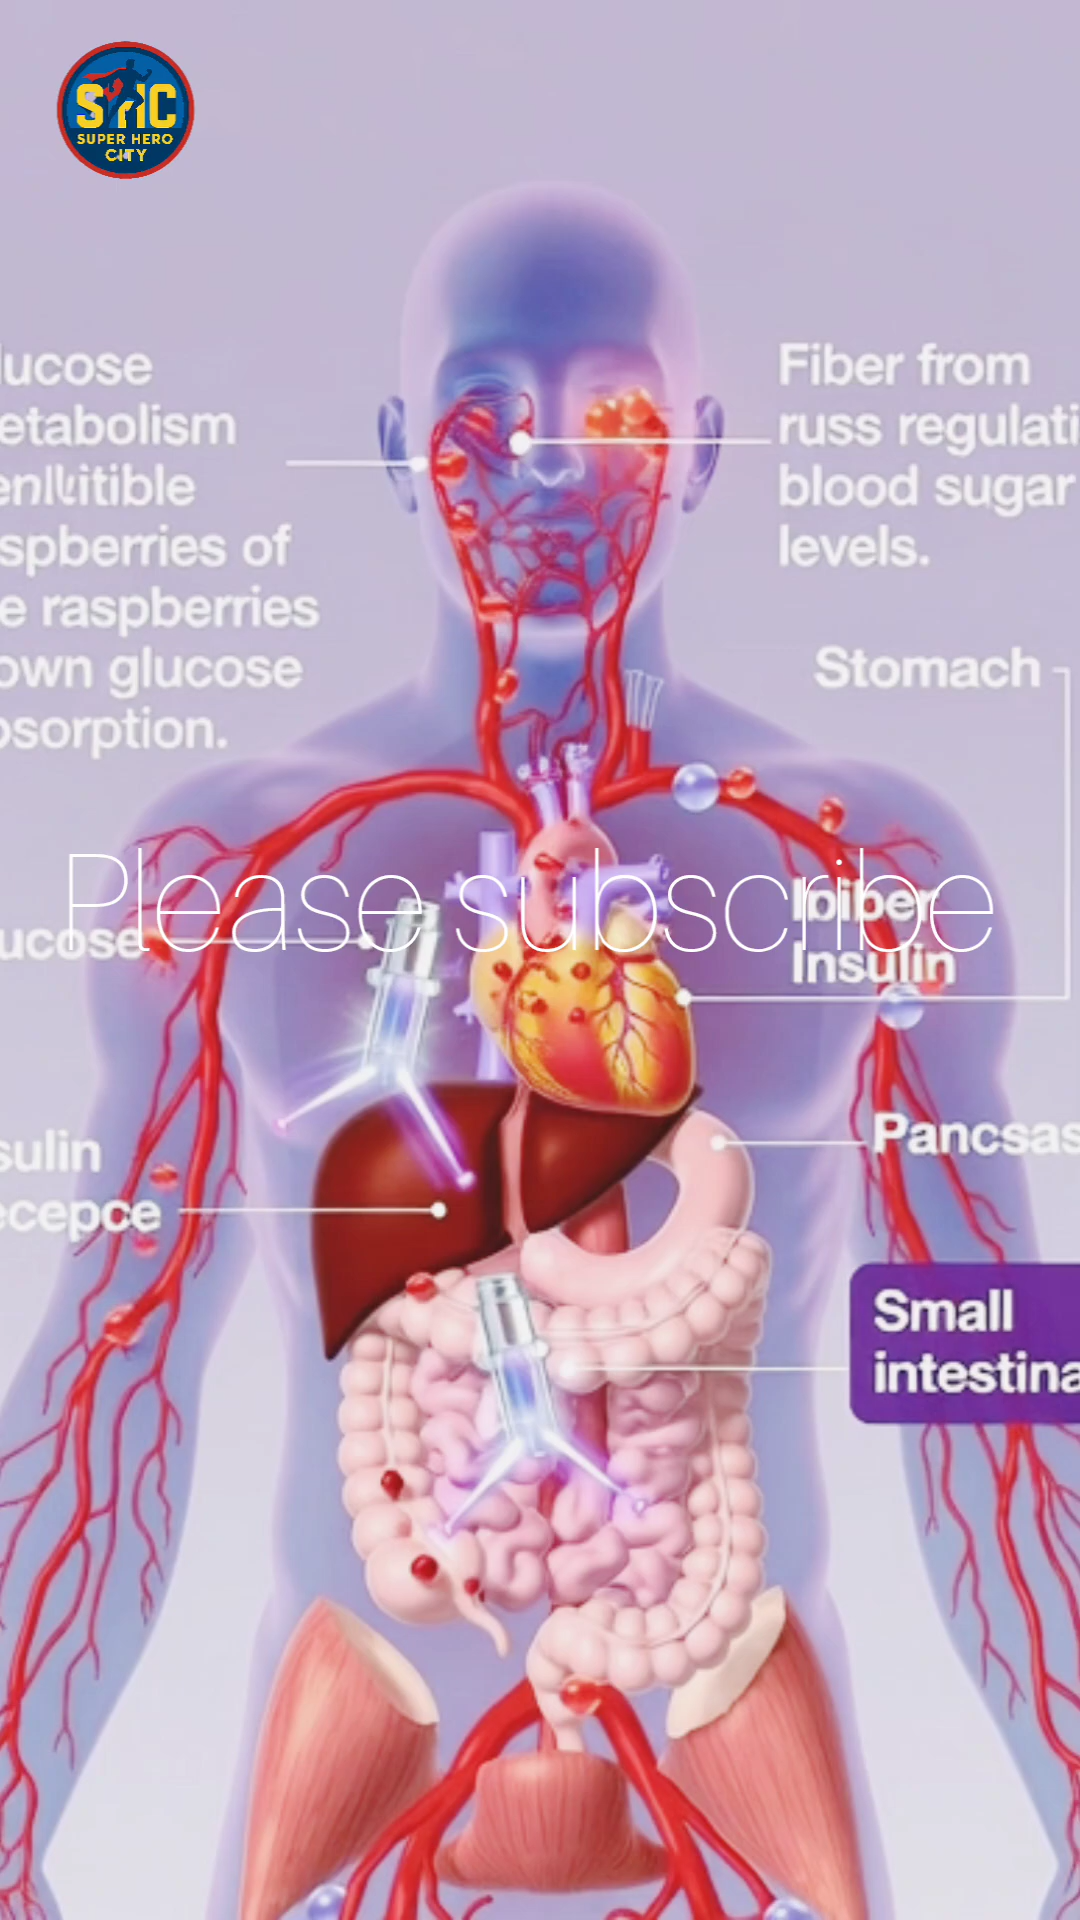 SHC
SUPER HERO
CITY
lucose
etabolism
enllitible
spberries of
e raspberries
own glucose
osorption.
Fiber from
russ regulati
blood sugar
levels.
Stomach
Please subscribe
ucose
Insulin
sulin
ecepce
Pancsas
Small
intestina